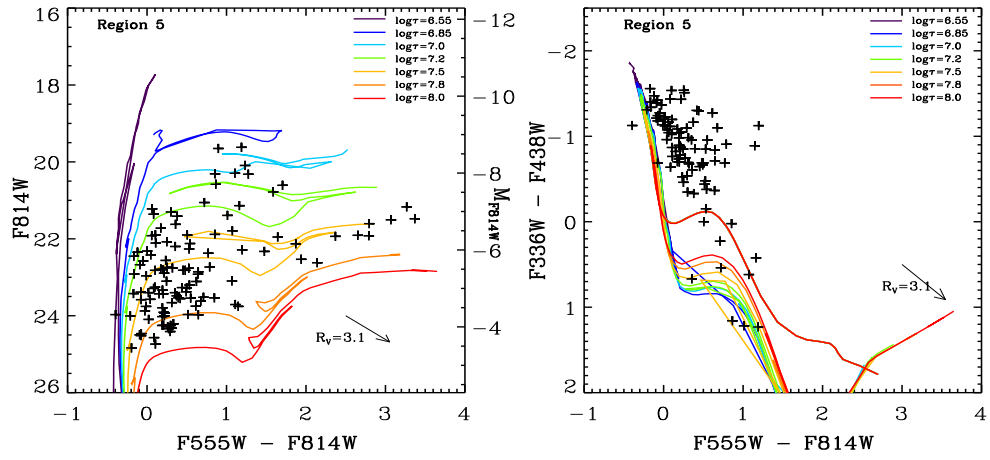 Region 5
logτ=6.55
logτ=6.85
logτ=7.0
logτ=7.2
logτ=7.5
logτ=7.8
logτ=8.0
16
18
20
22
24
26
F814W
−12
−10
−8
−6
−4
M_F814W
R_V=3.1
−1 0 1 2 3 4
F555W − F814W
Region 5
logτ=6.55
logτ=6.85
logτ=7.0
logτ=7.2
logτ=7.5
logτ=7.8
logτ=8.0
−2
−1
0
1
2
F336W − F438W
R_V=3.1
−1 0 1 2 3 4
F555W − F814W